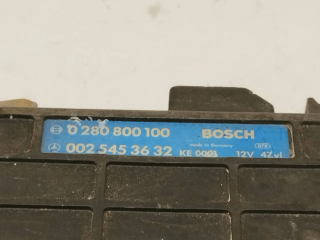 0 280 800 100 BOSCH
made in Germany
002 545 36 32 KE 0003 12V 4Zyl.